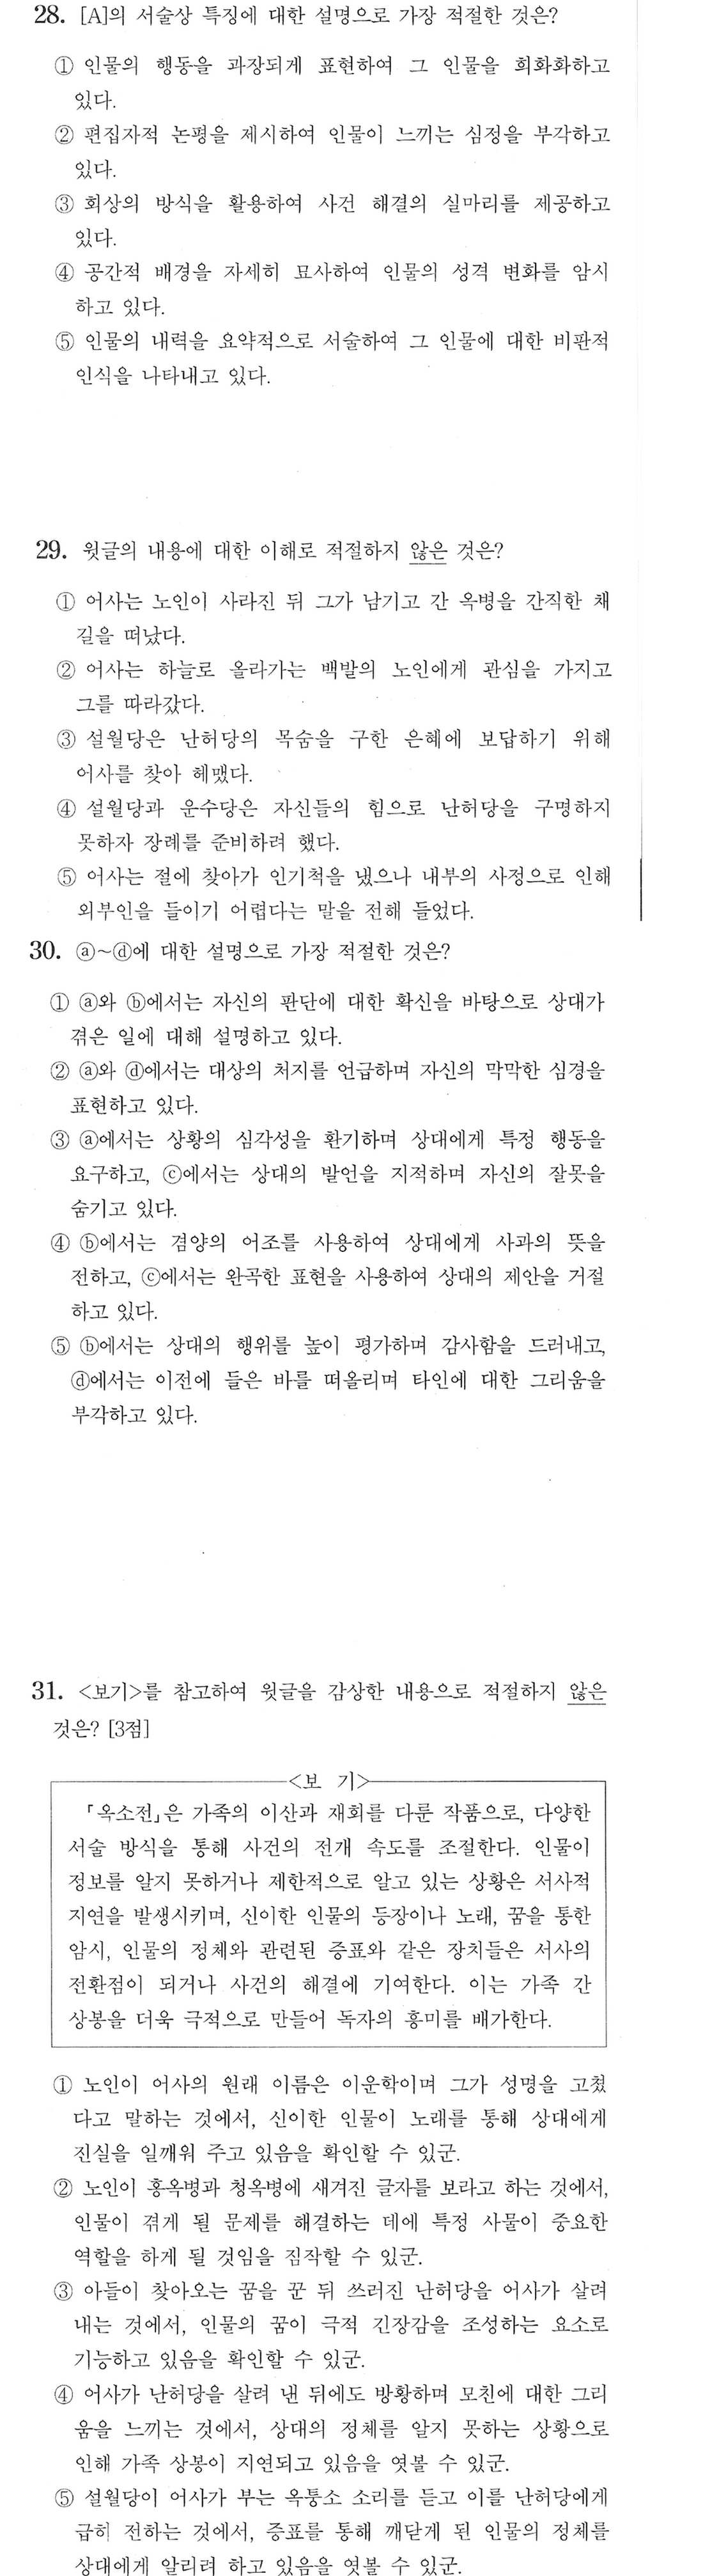 28. [A]의 서술상 특징에 대한 설명으로 가장 적절한 것은?
① 인물의 행동을 과장되게 표현하여 그 인물을 희화화하고
있다.
② 편집자적 논평을 제시하여 인물이 느끼는 심정을 부각하고
있다.
③ 회상의 방식을 활용하여 사건 해결의 실마리를 제공하고
있다.
④ 공간적 배경을 자세히 묘사하여 인물의 성격 변화를 암시
하고 있다.
⑤ 인물의 내력을 요약적으로 서술하여 그 인물에 대한 비판적
인식을 나타내고 있다.
29. 윗글의 내용에 대한 이해로 적절하지 않은 것은?
① 어사는 노인이 사라진 뒤 그가 남기고 간 옥병을 간직한 채
길을 떠났다.
② 어사는 하늘로 올라가는 백발의 노인에게 관심을 가지고
그를 따라갔다.
③ 설월당은 난허당의 목숨을 구한 은혜에 보답하기 위해
어사를 찾아 헤맸다.
④ 설월당과 운수당은 자신들의 힘으로 난허당을 구명하지
못하자 장례를 준비하려 했다.
⑤ 어사는 절에 찾아가 인기척을 냈으나 내부의 사정으로 인해
외부인을 들이기 어렵다는 말을 전해 들었다.
30. ⓐ~ⓓ에 대한 설명으로 가장 적절한 것은?
① ⓐ와 ⓑ에서는 자신의 판단에 대한 확신을 바탕으로 상대가
겪은 일에 대해 설명하고 있다.
② ⓐ와 ⓓ에서는 대상의 처지를 언급하며 자신의 막막한 심경을
표현하고 있다.
③ ⓐ에서는 상황의 심각성을 환기하며 상대에게 특정 행동을
요구하고, ⓒ에서는 상대의 발언을 지적하며 자신의 잘못을
숨기고 있다.
④ ⓑ에서는 겸양의 어조를 사용하여 상대에게 사과의 뜻을
전하고, ⓒ에서는 완곡한 표현을 사용하여 상대의 제안을 거절
하고 있다.
⑤ ⓑ에서는 상대의 행위를 높이 평가하며 감사함을 드러내고,
ⓓ에서는 이전에 들은 바를 떠올리며 타인에 대한 그리움을
부각하고 있다.
31. <보기>를 참고하여 윗글을 감상한 내용으로 적절하지 않은
것은? [3점]
<보 기>
「옥소전」은 가족의 이산과 재회를 다룬 작품으로, 다양한
서술 방식을 통해 사건의 전개 속도를 조절한다. 인물이
정보를 알지 못하거나 제한적으로 알고 있는 상황은 서사적
지연을 발생시키며, 신이한 인물의 등장이나 노래, 꿈을 통한
암시, 인물의 정체와 관련된 증표와 같은 장치들은 서사의
전환점이 되거나 사건의 해결에 기여한다. 이는 가족 간
상봉을 더욱 극적으로 만들어 독자의 흥미를 배가한다.
① 노인이 어사의 원래 이름은 이운학이며 그가 성명을 고쳤
다고 말하는 것에서, 신이한 인물이 노래를 통해 상대에게
진실을 일깨워 주고 있음을 확인할 수 있군.
② 노인이 홍옥병과 청옥병에 새겨진 글자를 보라고 하는 것에서,
인물이 겪게 될 문제를 해결하는 데에 특정 사물이 중요한
역할을 하게 될 것임을 짐작할 수 있군.
③ 아들이 찾아오는 꿈을 꾼 뒤 쓰러진 난허당을 어사가 살려
내는 것에서, 인물의 꿈이 극적 긴장감을 조성하는 요소로
기능하고 있음을 확인할 수 있군.
④ 어사가 난허당을 살려 낸 뒤에도 방황하며 모친에 대한 그리
움을 느끼는 것에서, 상대의 정체를 알지 못하는 상황으로
인해 가족 상봉이 지연되고 있음을 엿볼 수 있군.
⑤ 설월당이 어사가 부는 옥퉁소 소리를 듣고 이를 난허당에게
급히 전하는 것에서, 증표를 통해 깨닫게 된 인물의 정체를
상대에게 알리려 하고 있음을 엿볼 수 있군.